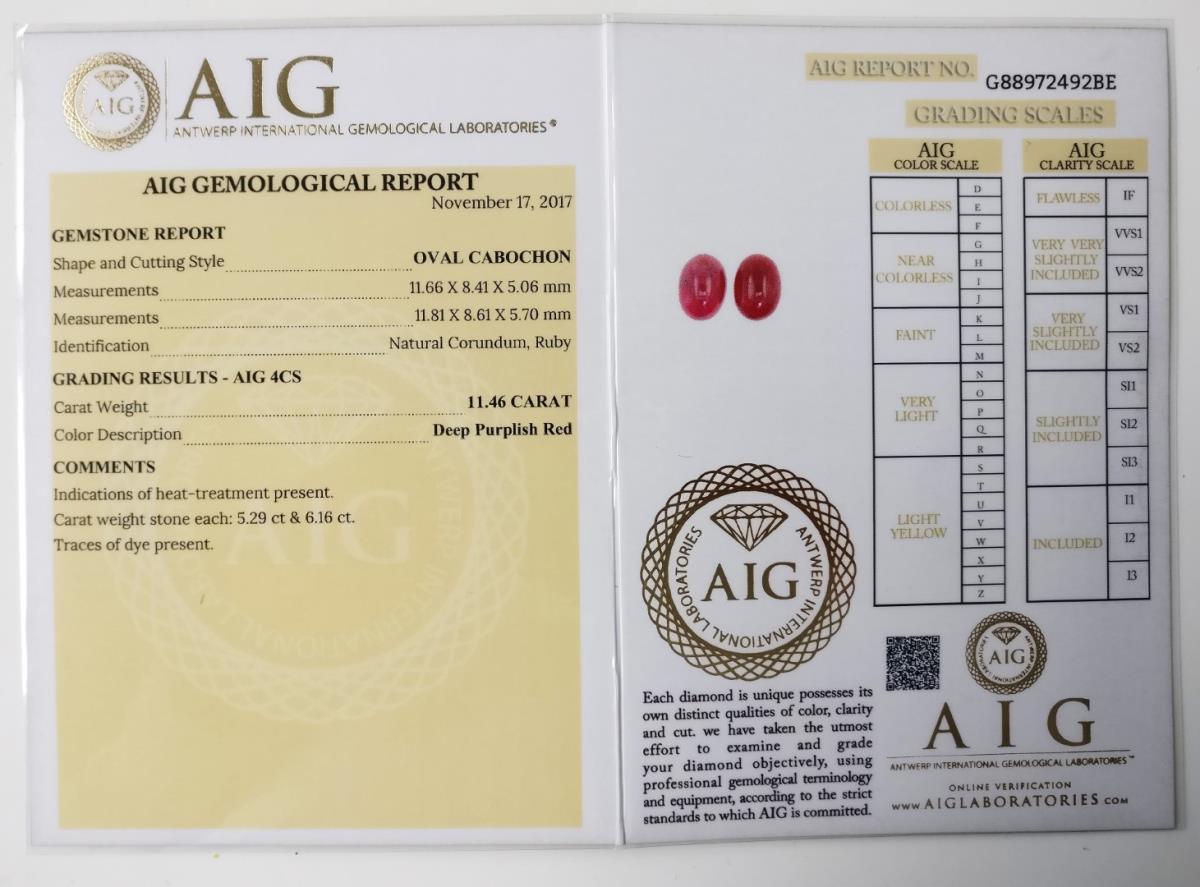 AIG
AIG
ANTWERP INTERNATIONAL GEMOLOGICAL LABORATORIES®
AIG GEMOLOGICAL REPORT
November 17, 2017
GEMSTONE REPORT
Shape and Cutting Style OVAL CABOCHON
Measurements 11.66 X 8.41 X 5.06 mm
Measurements 11.81 X 8.61 X 5.70 mm
Identification Natural Corundum, Ruby
GRADING RESULTS - AIG 4CS
Carat Weight 11.46 CARAT
Color Description Deep Purplish Red
COMMENTS
Indications of heat-treatment present.
Carat weight stone each: 5.29 ct & 6.16 ct.
Traces of dye present.
AIG
AIG REPORT NO. G88972492BE
GRADING SCALES
AIG
COLOR SCALE
COLORLESS
D
E
F
NEAR
COLORLESS
G
H
I
J
FAINT
K
L
M
VERY
LIGHT
N
O
P
Q
R
LIGHT
YELLOW
S
T
U
V
W
X
Y
Z
AIG
CLARITY SCALE
FLAWLESS
IF
VERY VERY
SLIGHTLY
INCLUDED
VVS1
VVS2
VERY
SLIGHTLY
INCLUDED
VS1
VS2
SLIGHTLY
INCLUDED
SI1
SI2
SI3
INCLUDED
I1
I2
I3
ANTWERP INTERNATIONAL LABORATORIES
AIG
Each diamond is unique possesses its
own distinct qualities of color, clarity
and cut. we have taken the utmost
effort to examine and grade
your diamond objectively, using
professional gemological terminology
and equipment, according to the strict
standards to which AIG is committed.
AIG
AIG
ANTWERP INTERNATIONAL GEMOLOGICAL LABORATORIES™
ONLINE VERIFICATION
www.AIGLABORATORIES.COM